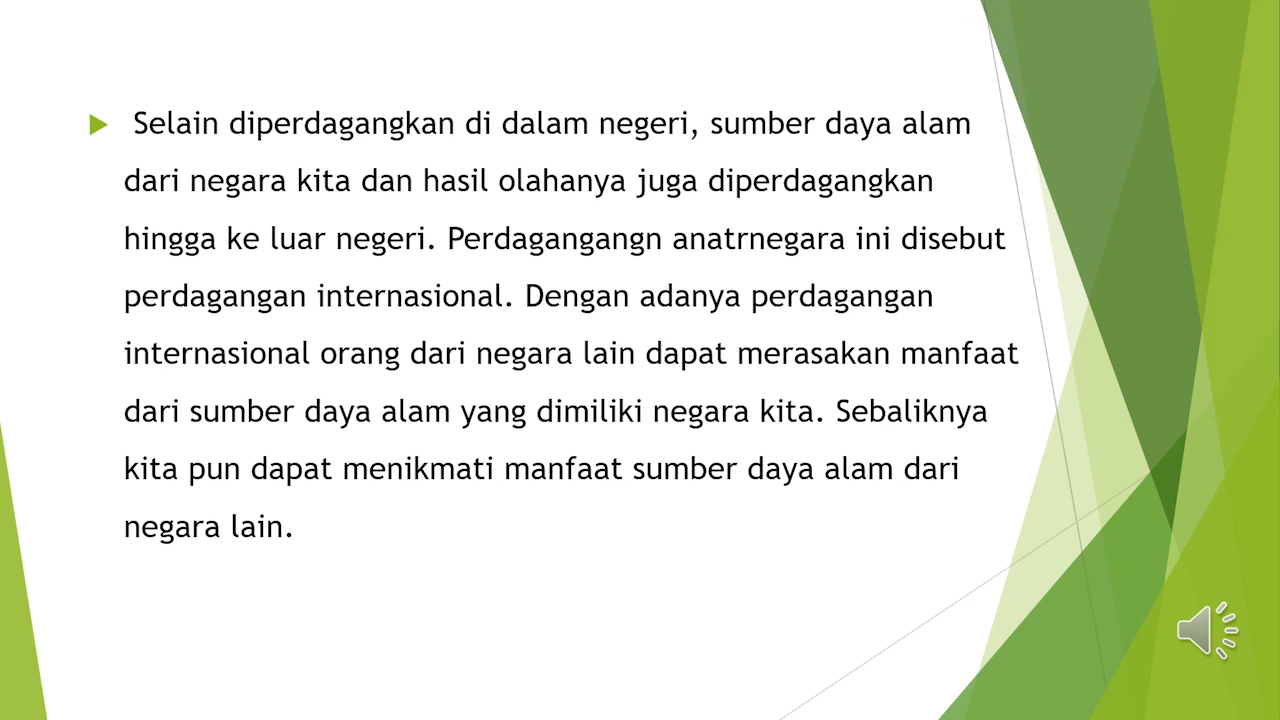 Selain diperdagangkan di dalam negeri, sumber daya alam
dari negara kita dan hasil olahanya juga diperdagangkan
hingga ke luar negeri. Perdagangangn anatrnegara ini disebut
perdagangan internasional. Dengan adanya perdagangan
internasional orang dari negara lain dapat merasakan manfaat
dari sumber daya alam yang dimiliki negara kita. Sebaliknya
kita pun dapat menikmati manfaat sumber daya alam dari
negara lain.